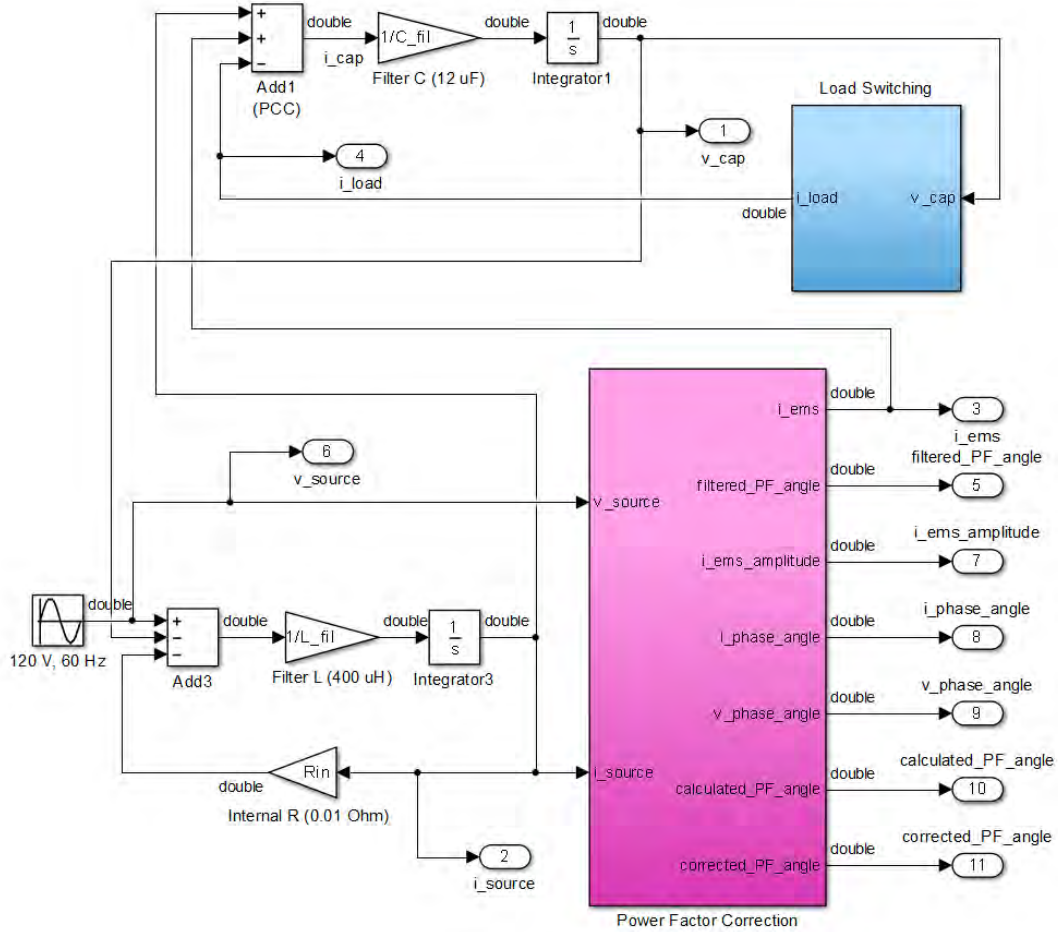 +
+
−
double
i_cap
Add1
(PCC)
1/C_fil
double
Filter C (12 uF)
1
s
double
Integrator1
Load Switching
1
v_cap
4
i_load
i_load
v_cap
double
i_ems
double
3
i_ems
6
v_source
v_source
filtered_PF_angle
double
filtered_PF_angle
5
i_ems_amplitude
double
i_ems_amplitude
7
120 V, 60 Hz
double
+
−
−
Add3
double
1/L_fil
Filter L (400 uH)
double
1
s
double
Integrator3
i_phase_angle
double
i_phase_angle
8
v_phase_angle
double
v_phase_angle
9
Rin
double
Internal R (0.01 Ohm)
i_source
calculated_PF_angle
double
calculated_PF_angle
10
2
i_source
corrected_PF_angle
double
corrected_PF_angle
11
Power Factor Correction